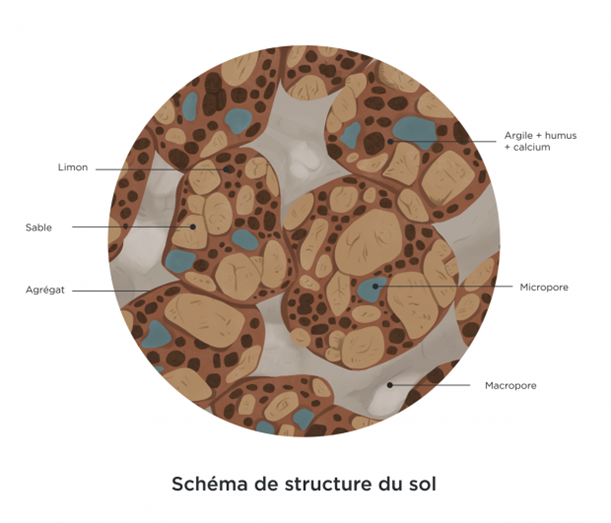 Argile + humus
+ calcium
Limon
Sable
Agrégat
Micropore
Macropore
Schéma de structure du sol